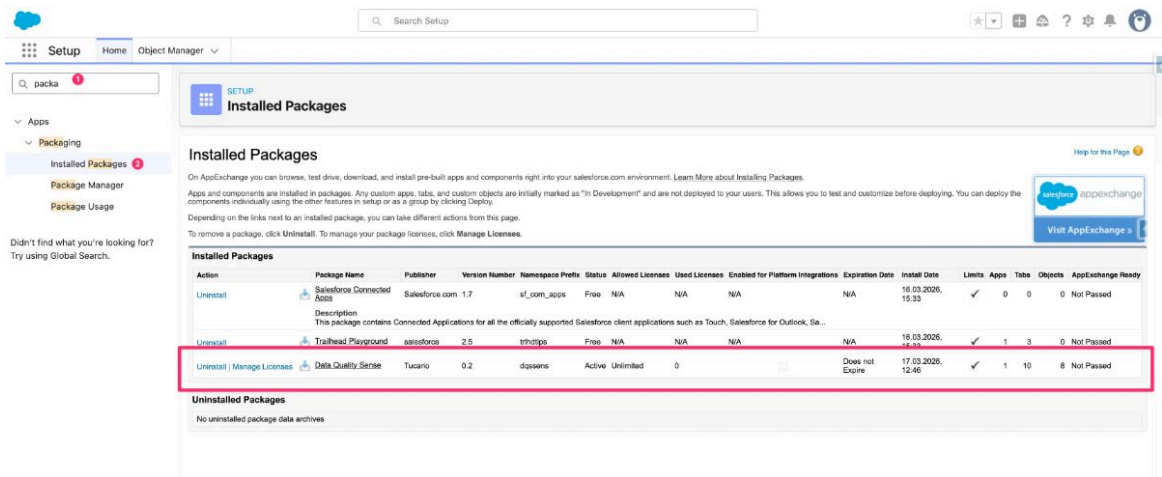 Search Setup
Setup Home Object Manager
packa 1
Apps
Packaging
Installed Packages 2
Package Manager
Package Usage
Didn't find what you're looking for?
Try using Global Search.
SETUP
Installed Packages
Installed Packages
Help for this Page
On AppExchange you can browse, test drive, download, and install pre-built apps and components right into your salesforce.com environment. Learn More about Installing Packages.
Apps and components are installed in packages. Any custom apps, tabs, and custom objects are initially marked as "In Development" and are not deployed to your users. This allows you to test and customize before deploying. You can deploy the
components individually using the other features in setup or as a group by clicking Deploy.
Depending on the links next to an installed package, you can take different actions from this page.
To remove a package, click Uninstall. To manage your package licenses, click Manage Licenses.
salesforce appexchange
Visit AppExchange »
Installed Packages
Action Package Name Publisher Version Number Namespace Prefix Status Allowed Licenses Used Licenses Enabled for Platform Integrations Expiration Date Install Date Limits Apps Tabs Objects AppExchange Ready
Uninstall Salesforce Connected Apps Salesforce.com 1.7 sf_com_apps Free N/A N/A N/A N/A 16.03.2026, 15:33 0 0 0 Not Passed
Description
This package contains Connected Applications for all the officially supported Salesforce client applications such as Touch, Salesforce for Outlook, Sa...
Uninstall Trailhead Playground salesforce 2.5 trlhdtips Free N/A N/A N/A N/A 16.03.2026, 15:33 1 3 0 Not Passed
Uninstall | Manage Licenses Data Quality Sense Tucario 0.2 dqsens Active Unlimited 0 Does not Expire 17.03.2026, 12:46 1 10 8 Not Passed
Uninstalled Packages
No uninstalled package data archives